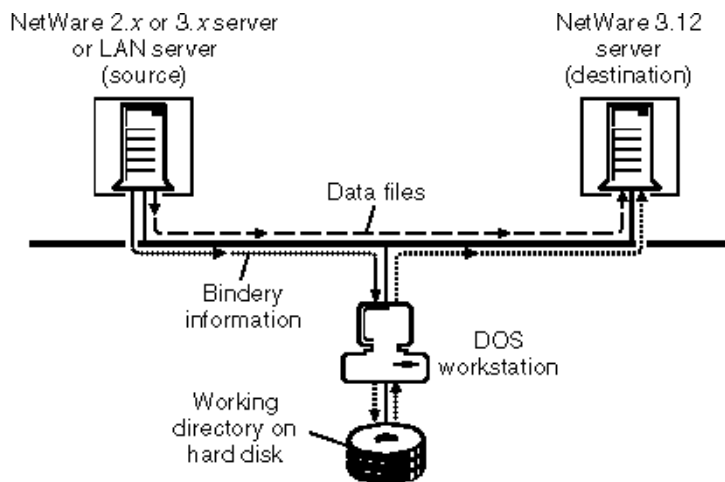 NetWare 2.x or 3.x server
or LAN server
(source)
NetWare 3.12
server
(destination)
Data files
Bindery
information
DOS
workstation
Working
directory on
hard disk